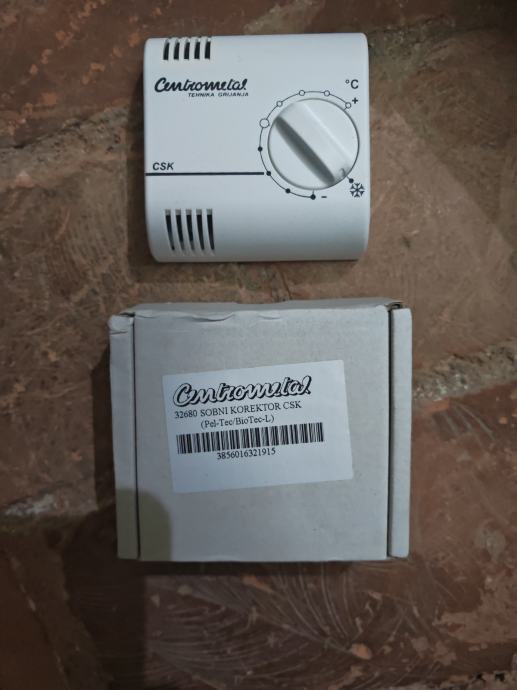 Centrometal
TEHNIKA GRIJANJA
°C
+
CSK
-
Centrometal
32680 SOBNI KOREKTOR CSK
(Pel-Tec/BioTec-L)
3856016321915